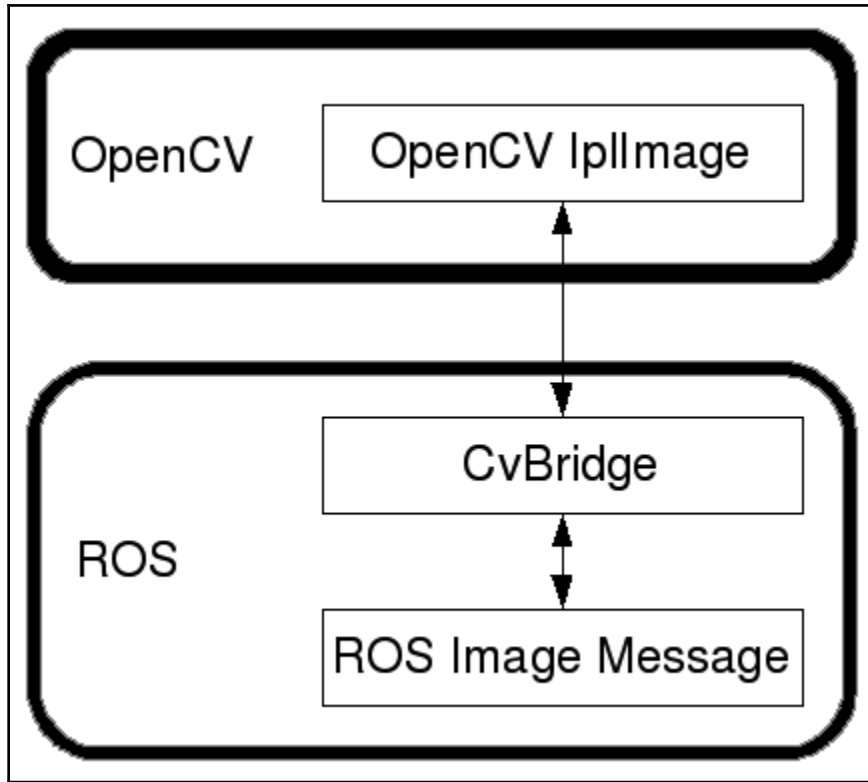 OpenCV
OpenCV IplImage
CvBridge
ROS
ROS Image Message